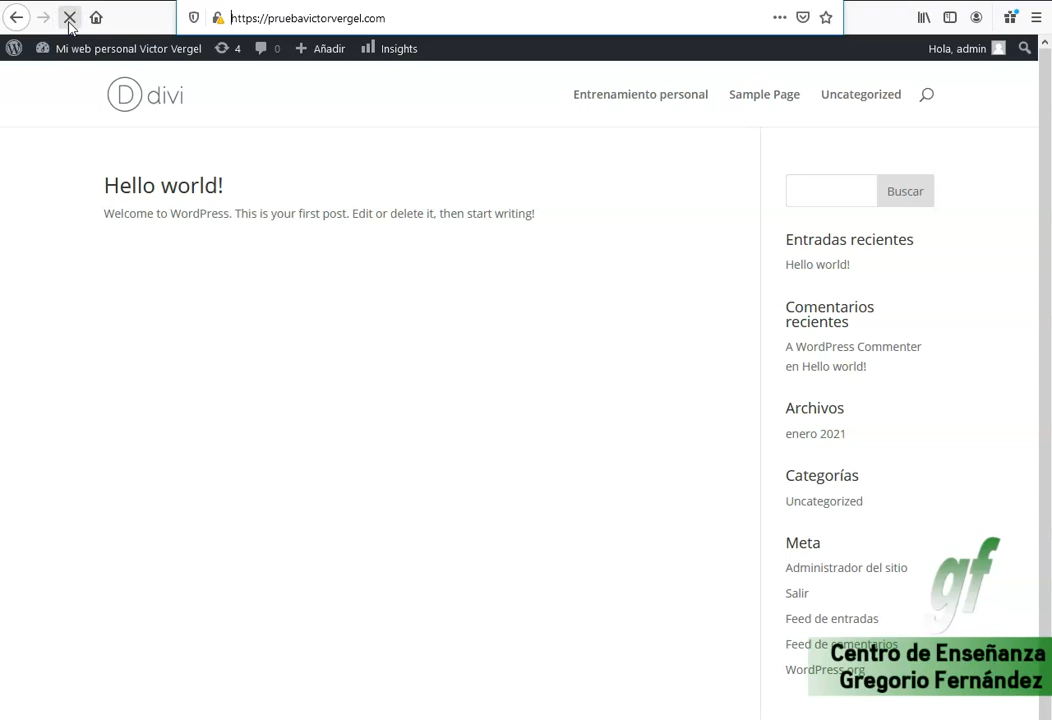 https://pruebavictorvergel.com
Mi web personal Victor Vergel 4 0 Añadir Insights Hola, admin
D divi
Entrenamiento personal Sample Page Uncategorized
Hello world!
Welcome to WordPress. This is your first post. Edit or delete it, then start writing!
Buscar
Entradas recientes
Hello world!
Comentarios
recientes
A WordPress Commenter
en Hello world!
Archivos
enero 2021
Categorías
Uncategorized
Meta
Administrador del sitio
Salir
Feed de entradas
Feed de comentarios
WordPress.org
gf
Centro de Enseñanza
Gregorio Fernández